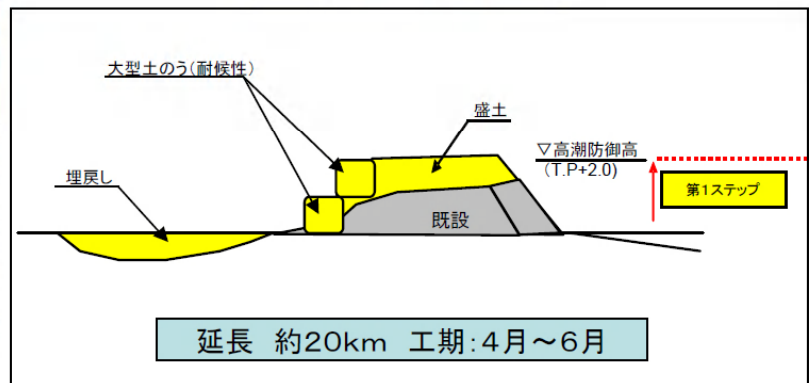 大型土のう（耐候性）
盛土
▽高潮防御高
（T.P+2.0）
埋戻し
第1ステップ
既設
延長 約20km 工期：4月～6月